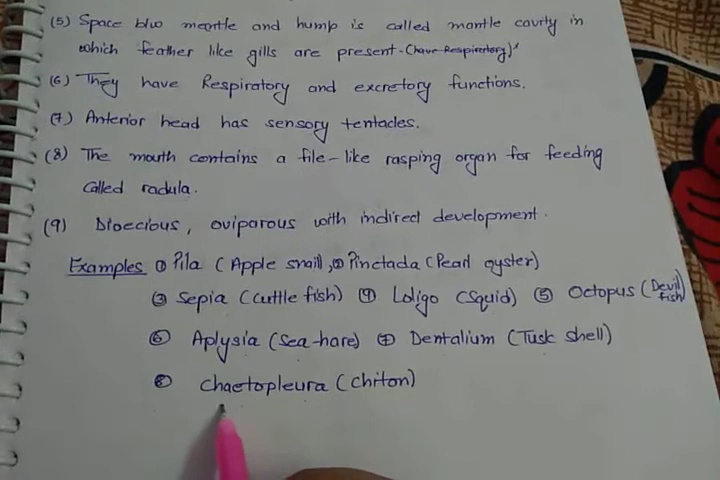 (5) Space b/w mantle and hump is called mantle cavity in
which feather like gills are present. (have Respiratory)
(6) They have Respiratory and excretory functions.
(7) Anterior head has sensory tentacles.
(8) The mouth contains a file-like rasping organ for feeding
called radula.
(9) Dioecious, oviparous with indirect development.
Examples ① Pila (Apple snail, ② Pinctada (Pearl oyster)
③ Sepia (Cuttle fish) ④ Loligo (Squid) ⑤ Octopus (Devil fish)
⑥ Aplysia (Sea-hare) ⑦ Dentalium (Tusk shell)
⑧ Chaetopleura (Chiton)